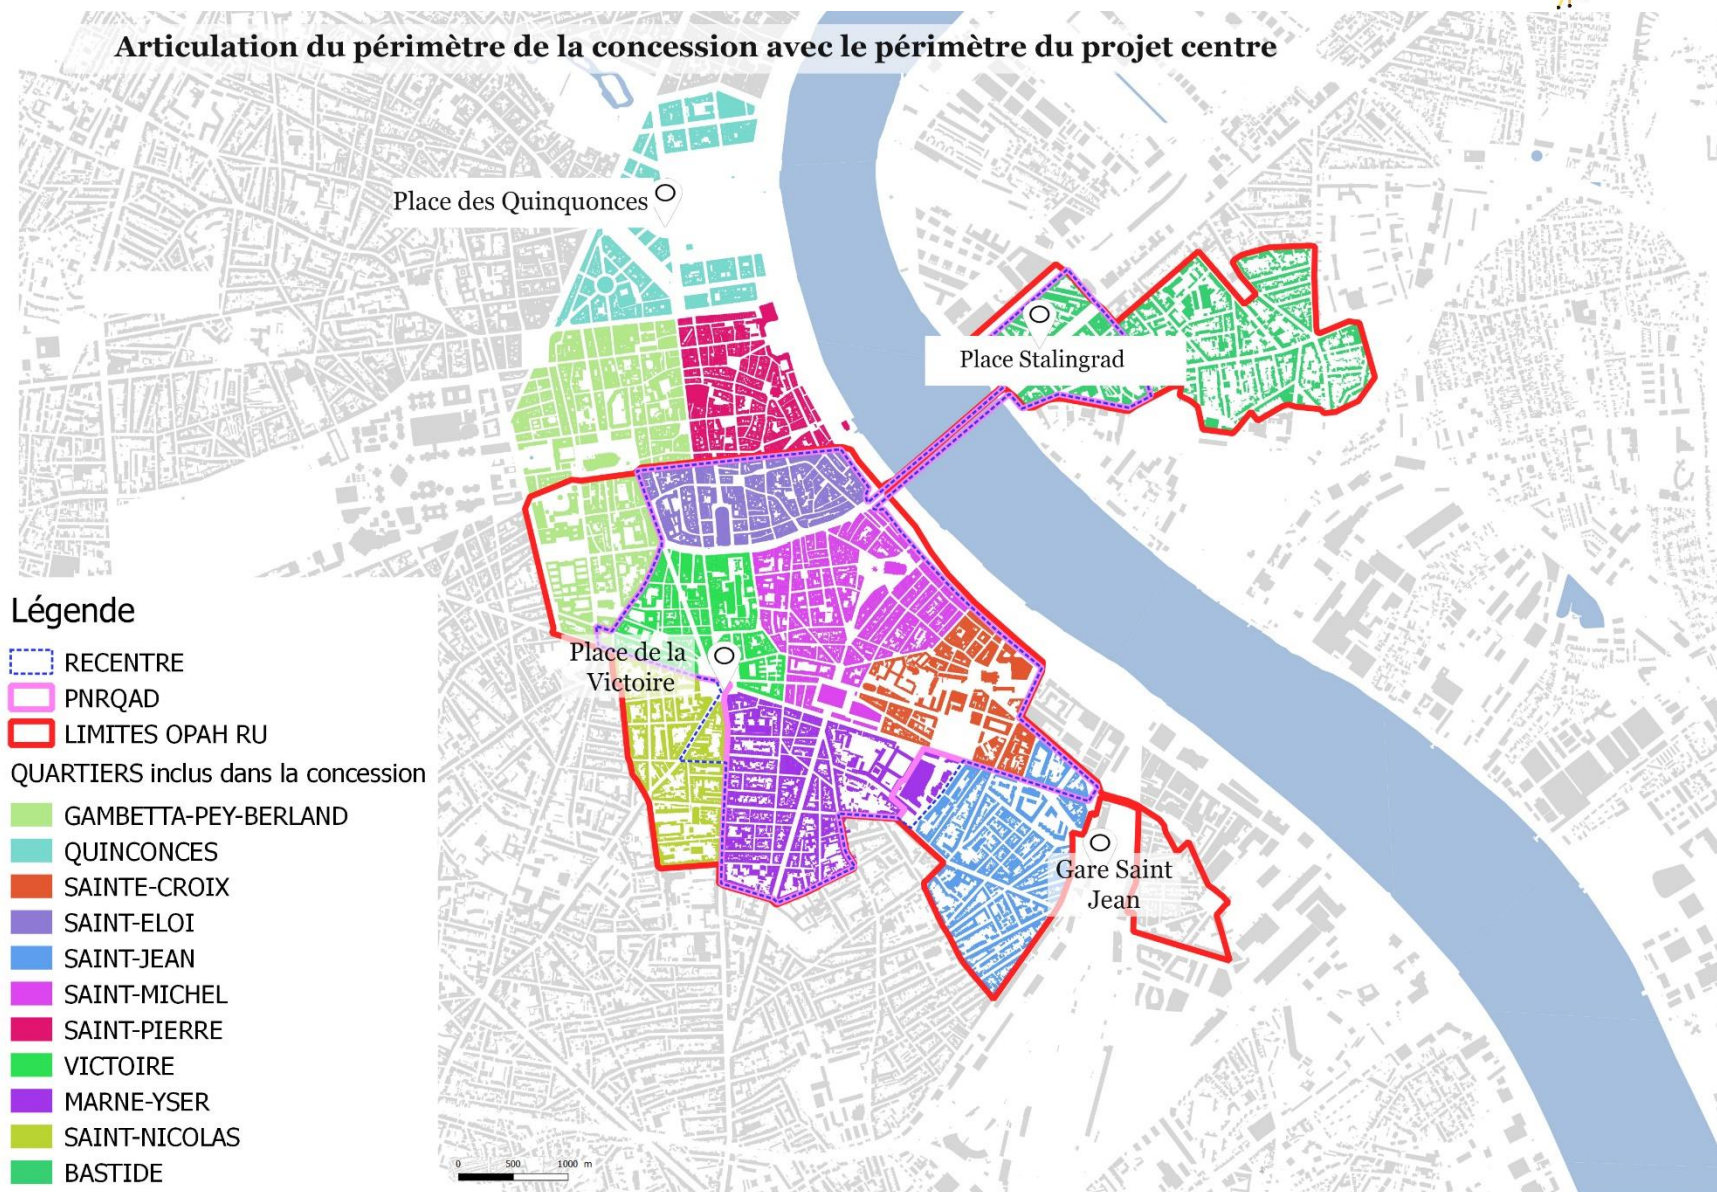 Articulation du périmètre de la concession avec le périmètre du projet centre
Place des Quinquonces
Place Stalingrad
Place de la
Victoire
Gare Saint
Jean
Légende
RECENTRE
PNRQAD
LIMITES OPAH RU
QUARTIERS inclus dans la concession
GAMBETTA-PEY-BERLAND
QUINCONCES
SAINTE-CROIX
SAINT-ELOI
SAINT-JEAN
SAINT-MICHEL
SAINT-PIERRE
VICTOIRE
MARNE-YSER
SAINT-NICOLAS
BASTIDE
0 500 1000 m